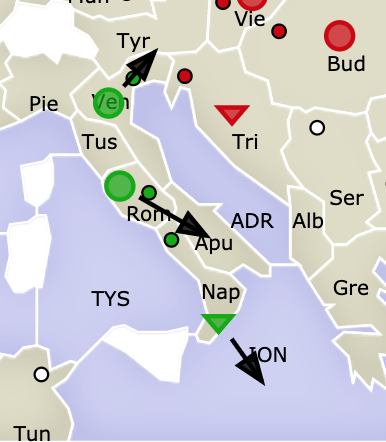 Vie
Tyr
Bud
Ven
Pie
Tus
Tri
Ser
Rom
ADR
Alb
Apu
Nap
Gre
TYS
ION
Tun